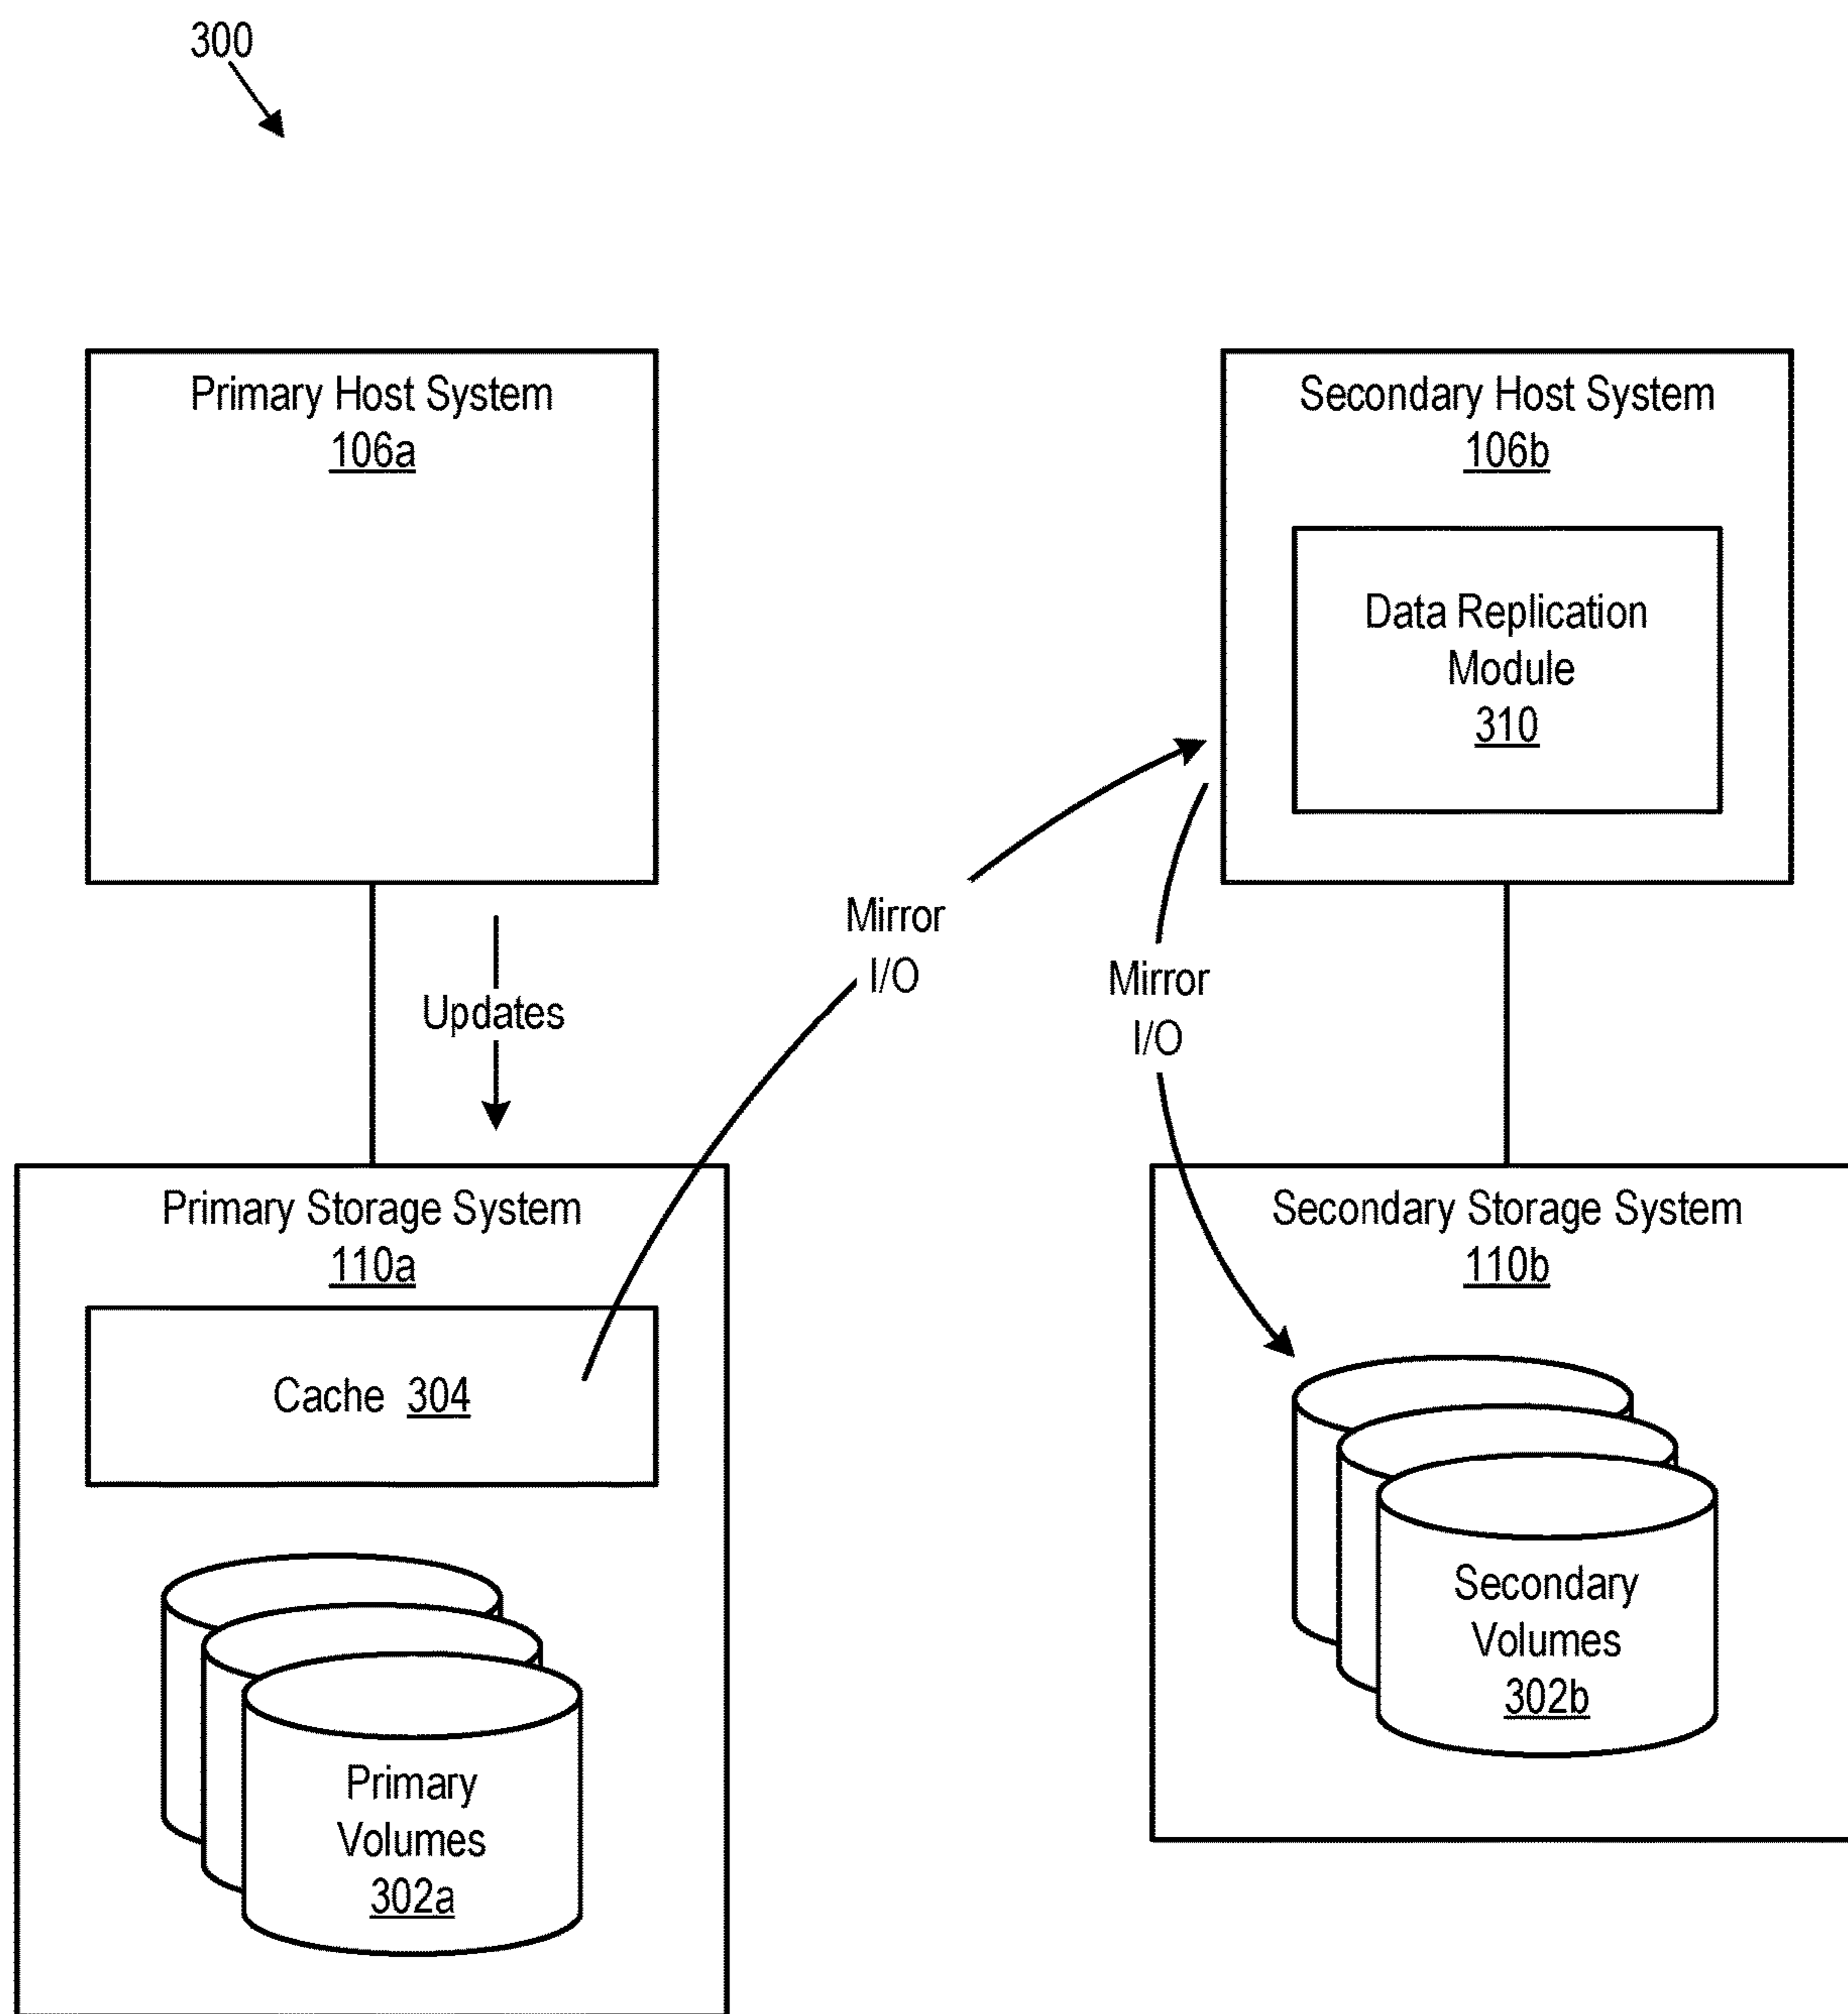 300
Primary Host System
106a
Secondary Host System
106b
Data Replication
Module
310
Updates
Mirror
I/O
Mirror
I/O
Primary Storage System
110a
Cache 304
Primary
Volumes
302a
Secondary Storage System
110b
Secondary
Volumes
302b